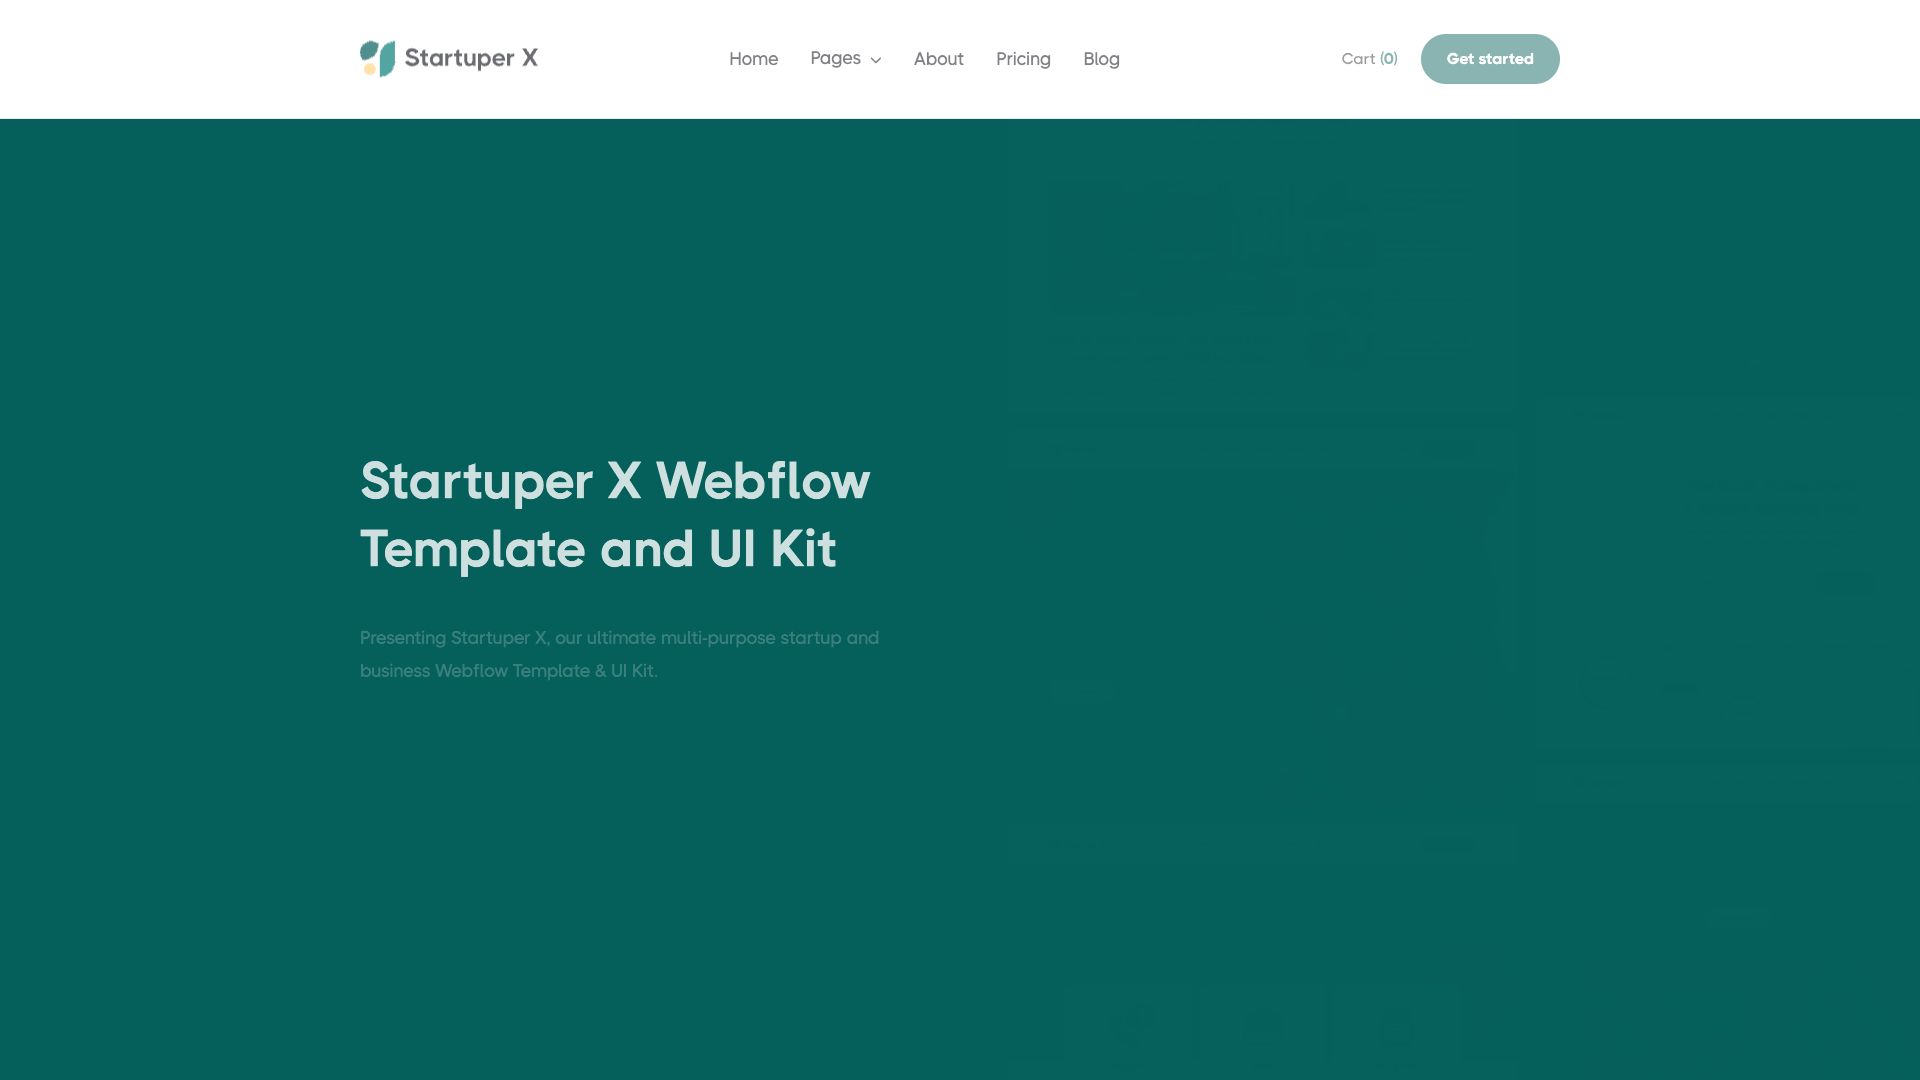 Startuper X
Home
Pages
About
Pricing
Blog
Cart (0)
Get started
Startuper X Webflow
Template and UI Kit
Presenting Startuper X, our ultimate multi-purpose startup and
business Webflow Template & UI Kit.